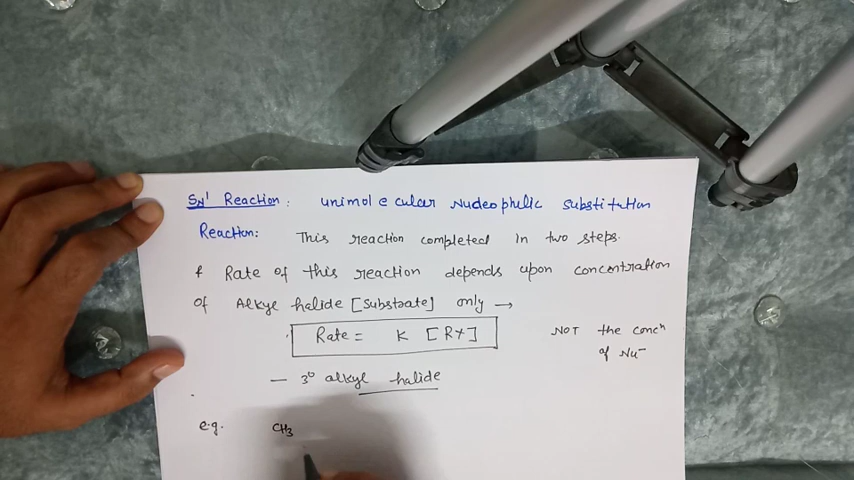 SN1 Reaction: unimolecular Nucleophilic substitution
Reaction: This reaction completed in two steps.
& Rate of this reaction depends upon concentration
of Alkyl halide [substrate] only →
Rate = K [RX]
NOT the concn
of Nu-
— 3° alkyl halide
e.g. CH3